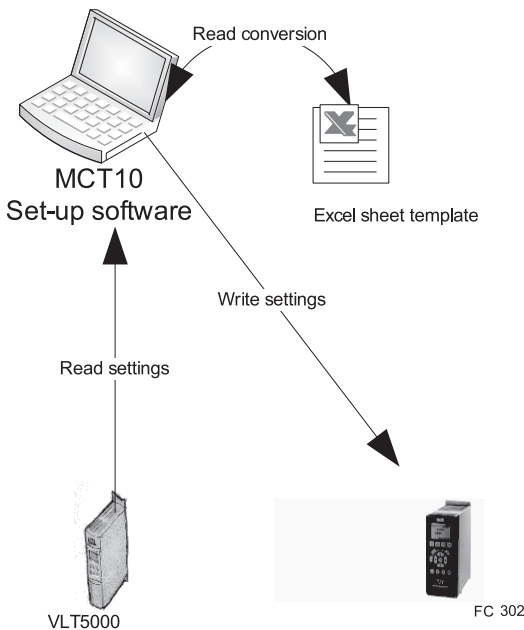 Read conversion
MCT10
Set-up software
Excel sheet template
Write settings
Read settings
VLT5000
FC 302